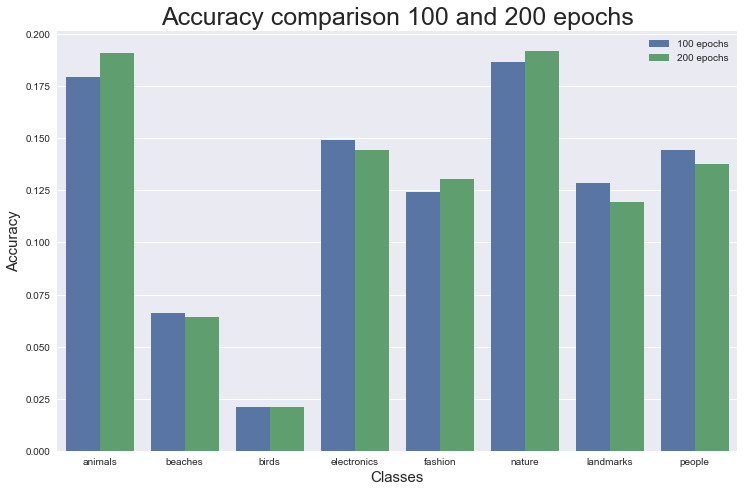 Accuracy comparison 100 and 200 epochs
100 epochs
200 epochs
0.200
0.175
0.150
0.125
0.100
0.075
0.050
0.025
0.000
Accuracy
animals beaches birds electronics fashion nature landmarks people
Classes